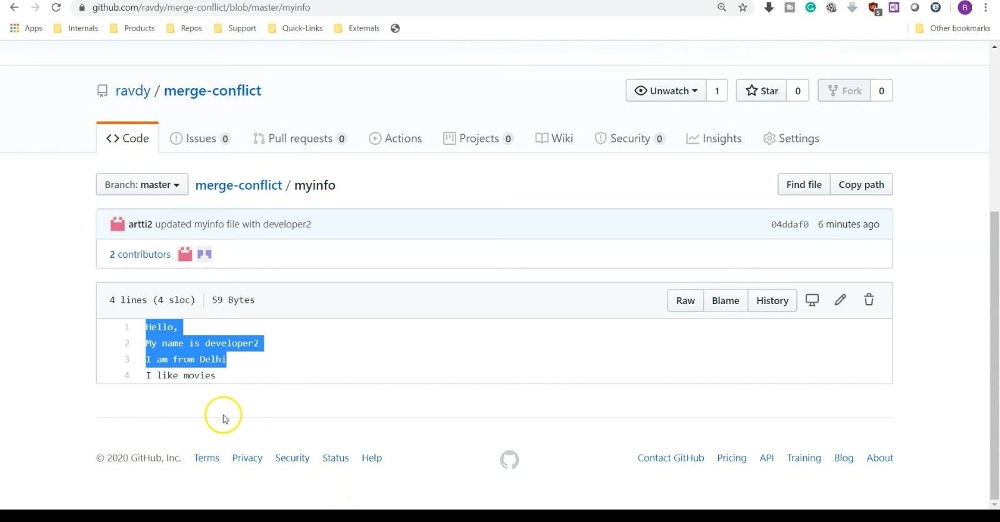 github.com/ravdy/merge-conflict/blob/master/myinfo
5
R
Apps Internals Products Repos Support Quick-Links Externals Other bookmarks
ravdy / merge-conflict Unwatch 1 Star 0 Fork 0
<> Code Issues 0 Pull requests 0 Actions Projects 0 Wiki Security 0 Insights Settings
Branch: master merge-conflict / myinfo Find file Copy path
artti2 updated myinfo file with developer2 04ddaf0 6 minutes ago
2 contributors
4 lines (4 sloc) 59 Bytes Raw Blame History
1 Hello,
2 My name is developer2
3 I am from Delhi
4 I like movies
© 2020 GitHub, Inc. Terms Privacy Security Status Help Contact GitHub Pricing API Training Blog About